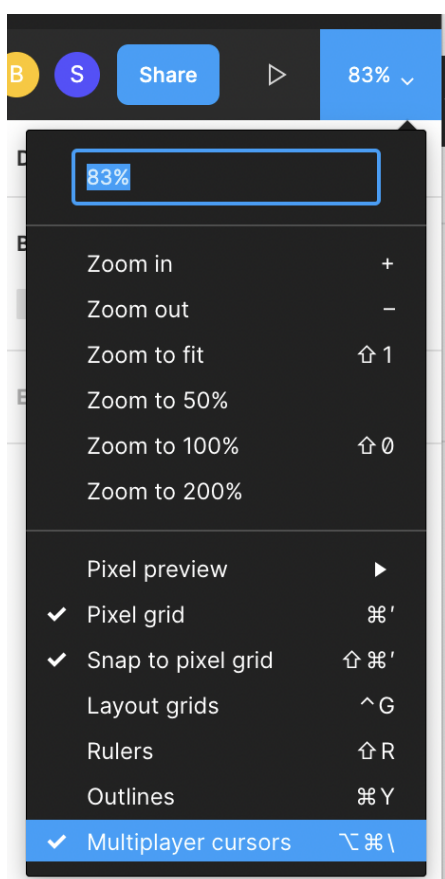 B S Share 83%
83%
Zoom in +
Zoom out –
Zoom to fit ⇧1
Zoom to 50%
Zoom to 100% ⇧0
Zoom to 200%
Pixel preview
Pixel grid ⌘'
Snap to pixel grid ⇧⌘'
Layout grids ^G
Rulers ⇧R
Outlines ⌘Y
Multiplayer cursors ⌥⌘\